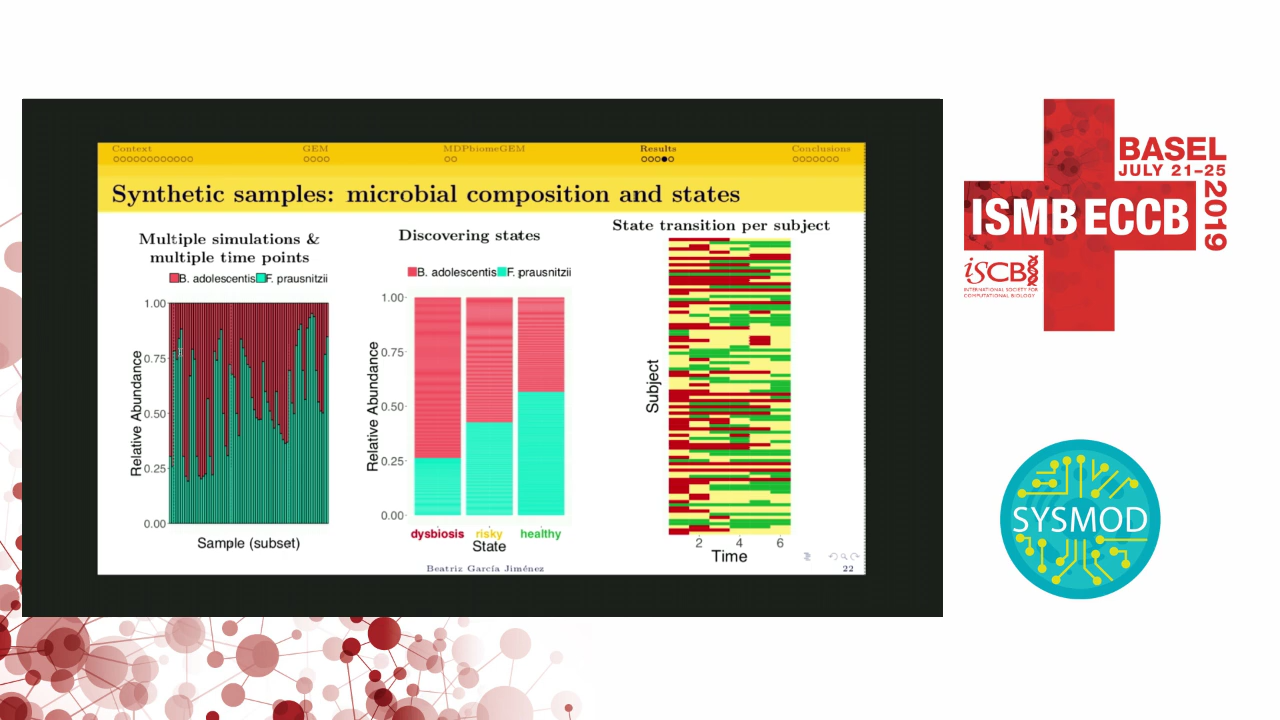 Context
GEM
MDPbiomeGEM
Results
Conclusions
Synthetic samples: microbial composition and states
Multiple simulations &
multiple time points
B. adolescentis F. prausnitzii
1.00
0.75
0.50
0.25
0.00
Relative Abundance
Sample (subset)
Discovering states
B. adolescentis F. prausnitzii
1.00
0.75
0.50
0.25
0.00
Relative Abundance
dysbiosis risky healthy
State
State transition per subject
Subject
2 4 6
Time
Beatriz García Jiménez
22
BASEL
JULY 21-25
2019
ISMB ECCB
ISCB
INTERNATIONAL SOCIETY FOR
COMPUTATIONAL BIOLOGY
SYSMOD